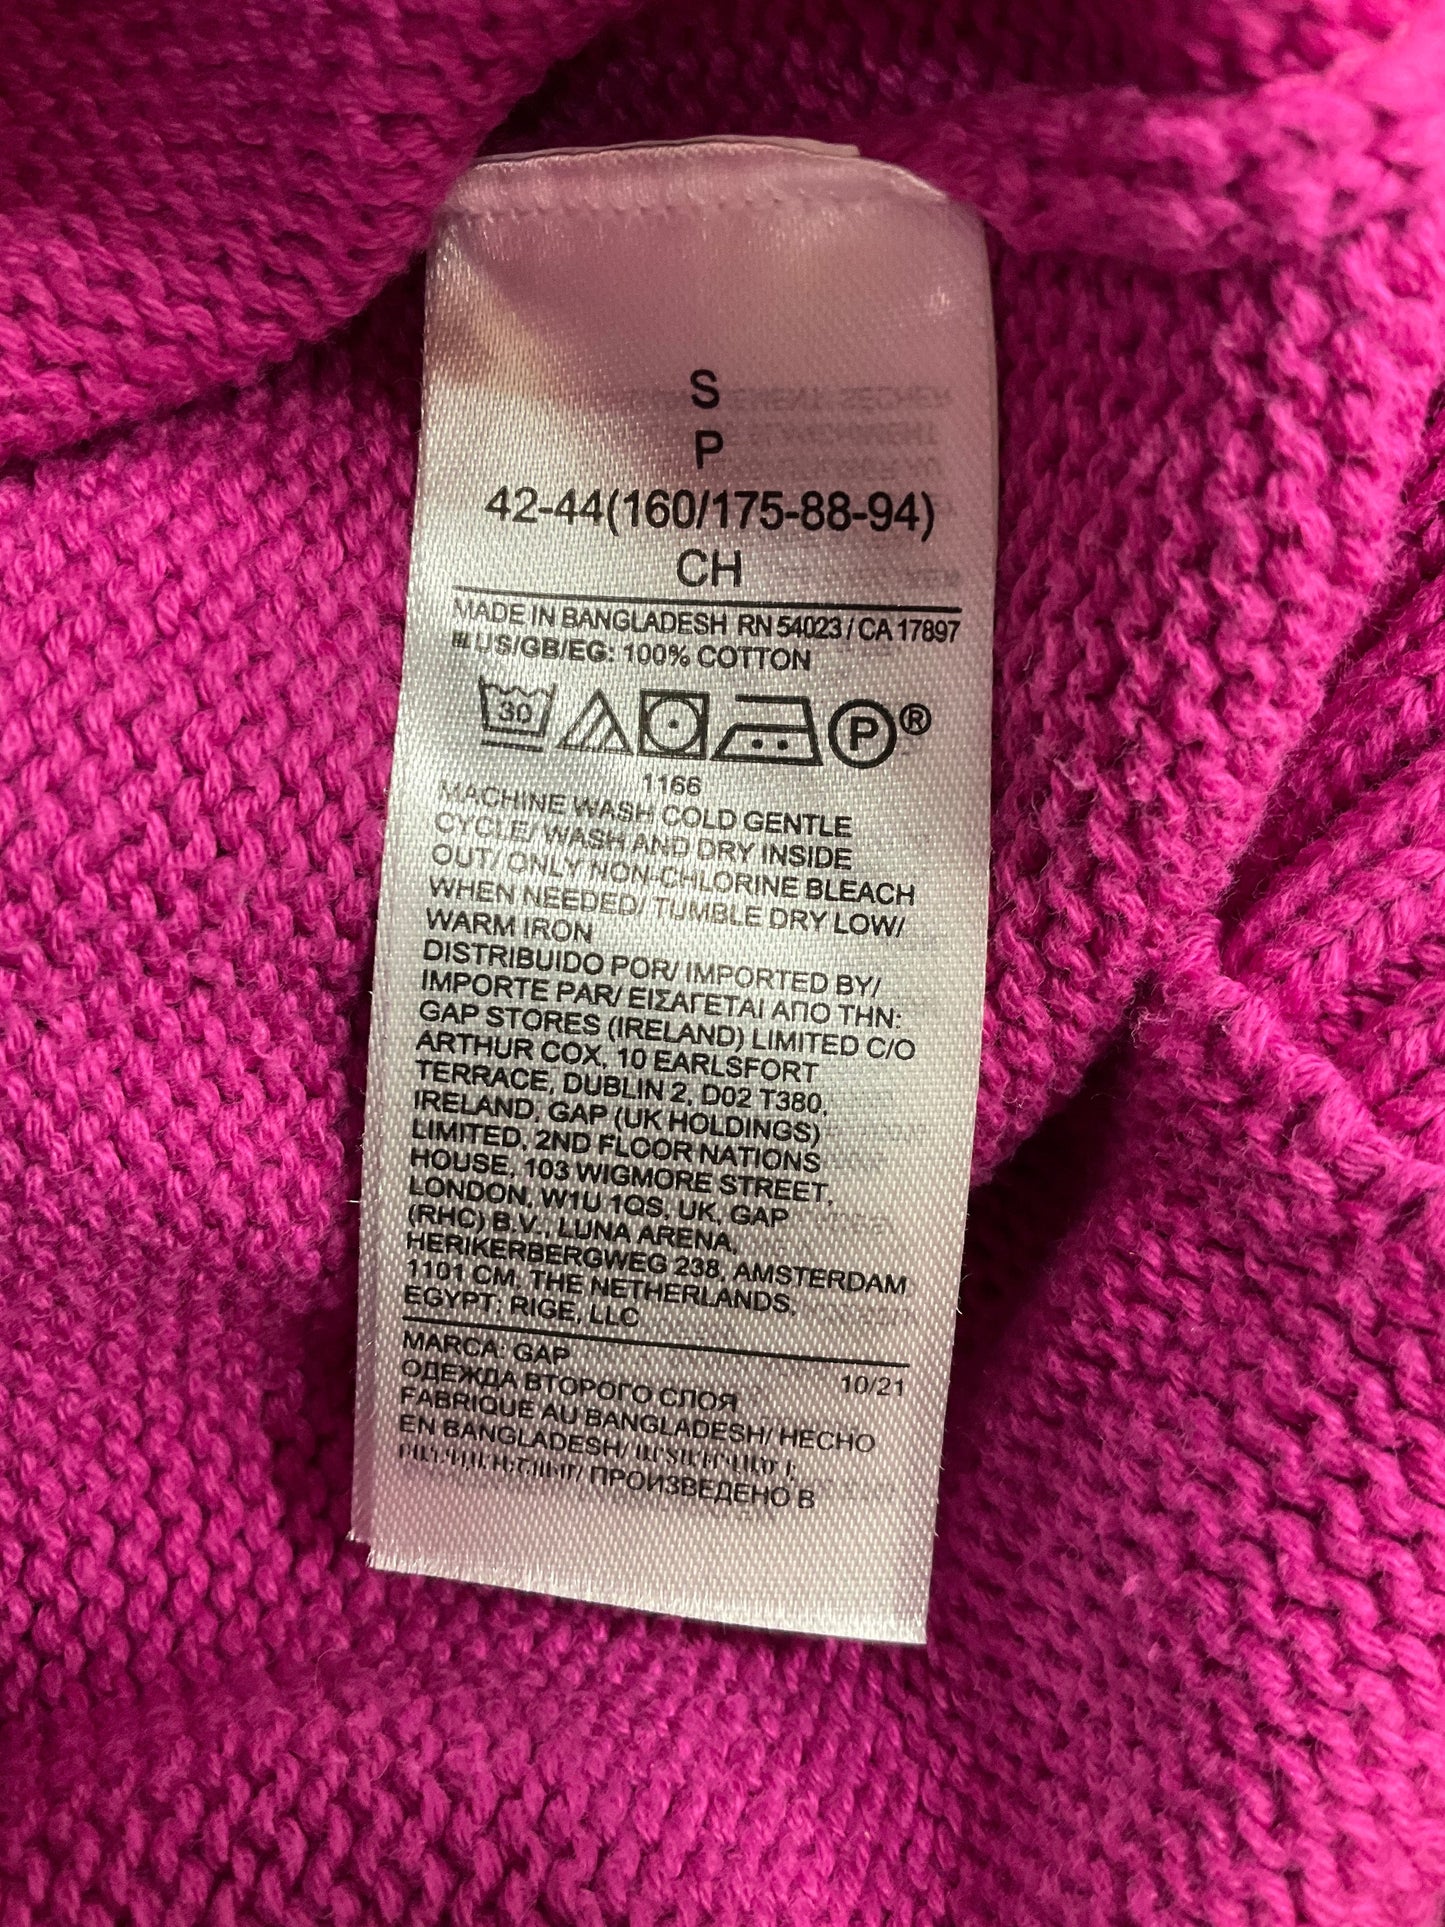 S
P
42-44(160/175-88-94)
CH
MADE IN BANGLADESH RN 54023 / CA 17897
US/GB/EG: 100% COTTON
30 P ®
1166
MACHINE WASH COLD GENTLE
CYCLE/ WASH AND DRY INSIDE
OUT/ ONLY NON-CHLORINE BLEACH
WHEN NEEDED/ TUMBLE DRY LOW/
WARM IRON
DISTRIBUIDO POR/ IMPORTED BY/
IMPORTE PAR/ ΕΙΣΑΓΕΤΑΙ ΑΠΟ ΤΗΝ:
GAP STORES (IRELAND) LIMITED C/O
ARTHUR COX, 10 EARLSFORT
TERRACE, DUBLIN 2, D02 T380,
IRELAND, GAP (UK HOLDINGS)
LIMITED, 2ND FLOOR NATIONS
HOUSE, 103 WIGMORE STREET,
LONDON, W1U 1QS, UK, GAP
(RHC) B.V., LUNA ARENA,
HERIKERBERGWEG 238, AMSTERDAM
1101 CM, THE NETHERLANDS,
EGYPT: RIGE, LLC
MARCA: GAP
10/21
ОДЕЖДА ВТОРОГО СЛОЯ
FABRIQUE AU BANGLADESH/ HECHO
EN BANGLADESH/
ПРОИЗВЕДЕНО В